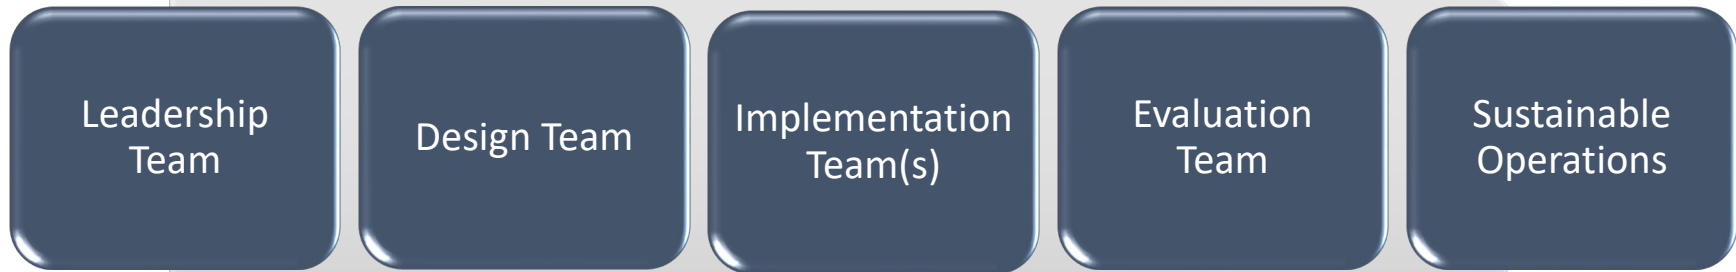 Leadership
Team
Design Team
Implementation
Team(s)
Evaluation
Team
Sustainable
Operations